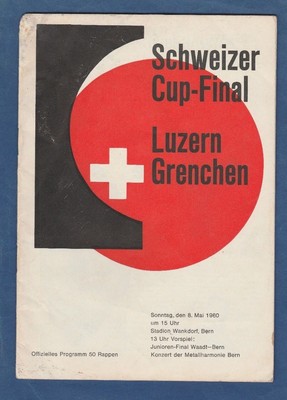 Schweizer
Cup-Final
Luzern
Grenchen
Sonntag, den 8. Mai 1960
um 15 Uhr
Stadion Wankdorf, Bern
13 Uhr Vorspiel:
Junioren-Final Waadt-Bern
Offizielles Programm 50 Rappen
Konzert der Metallharmonie Bern